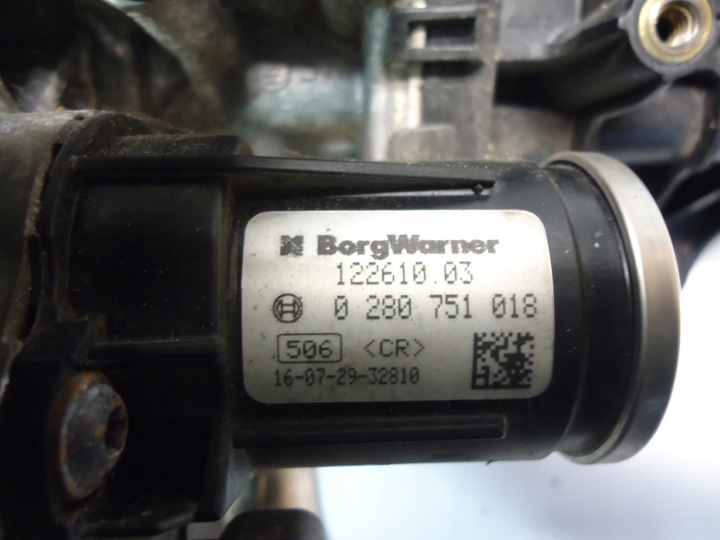 BorgWarner
122610.03
0 280 751 018
506 <CR>
16-07-29-32810